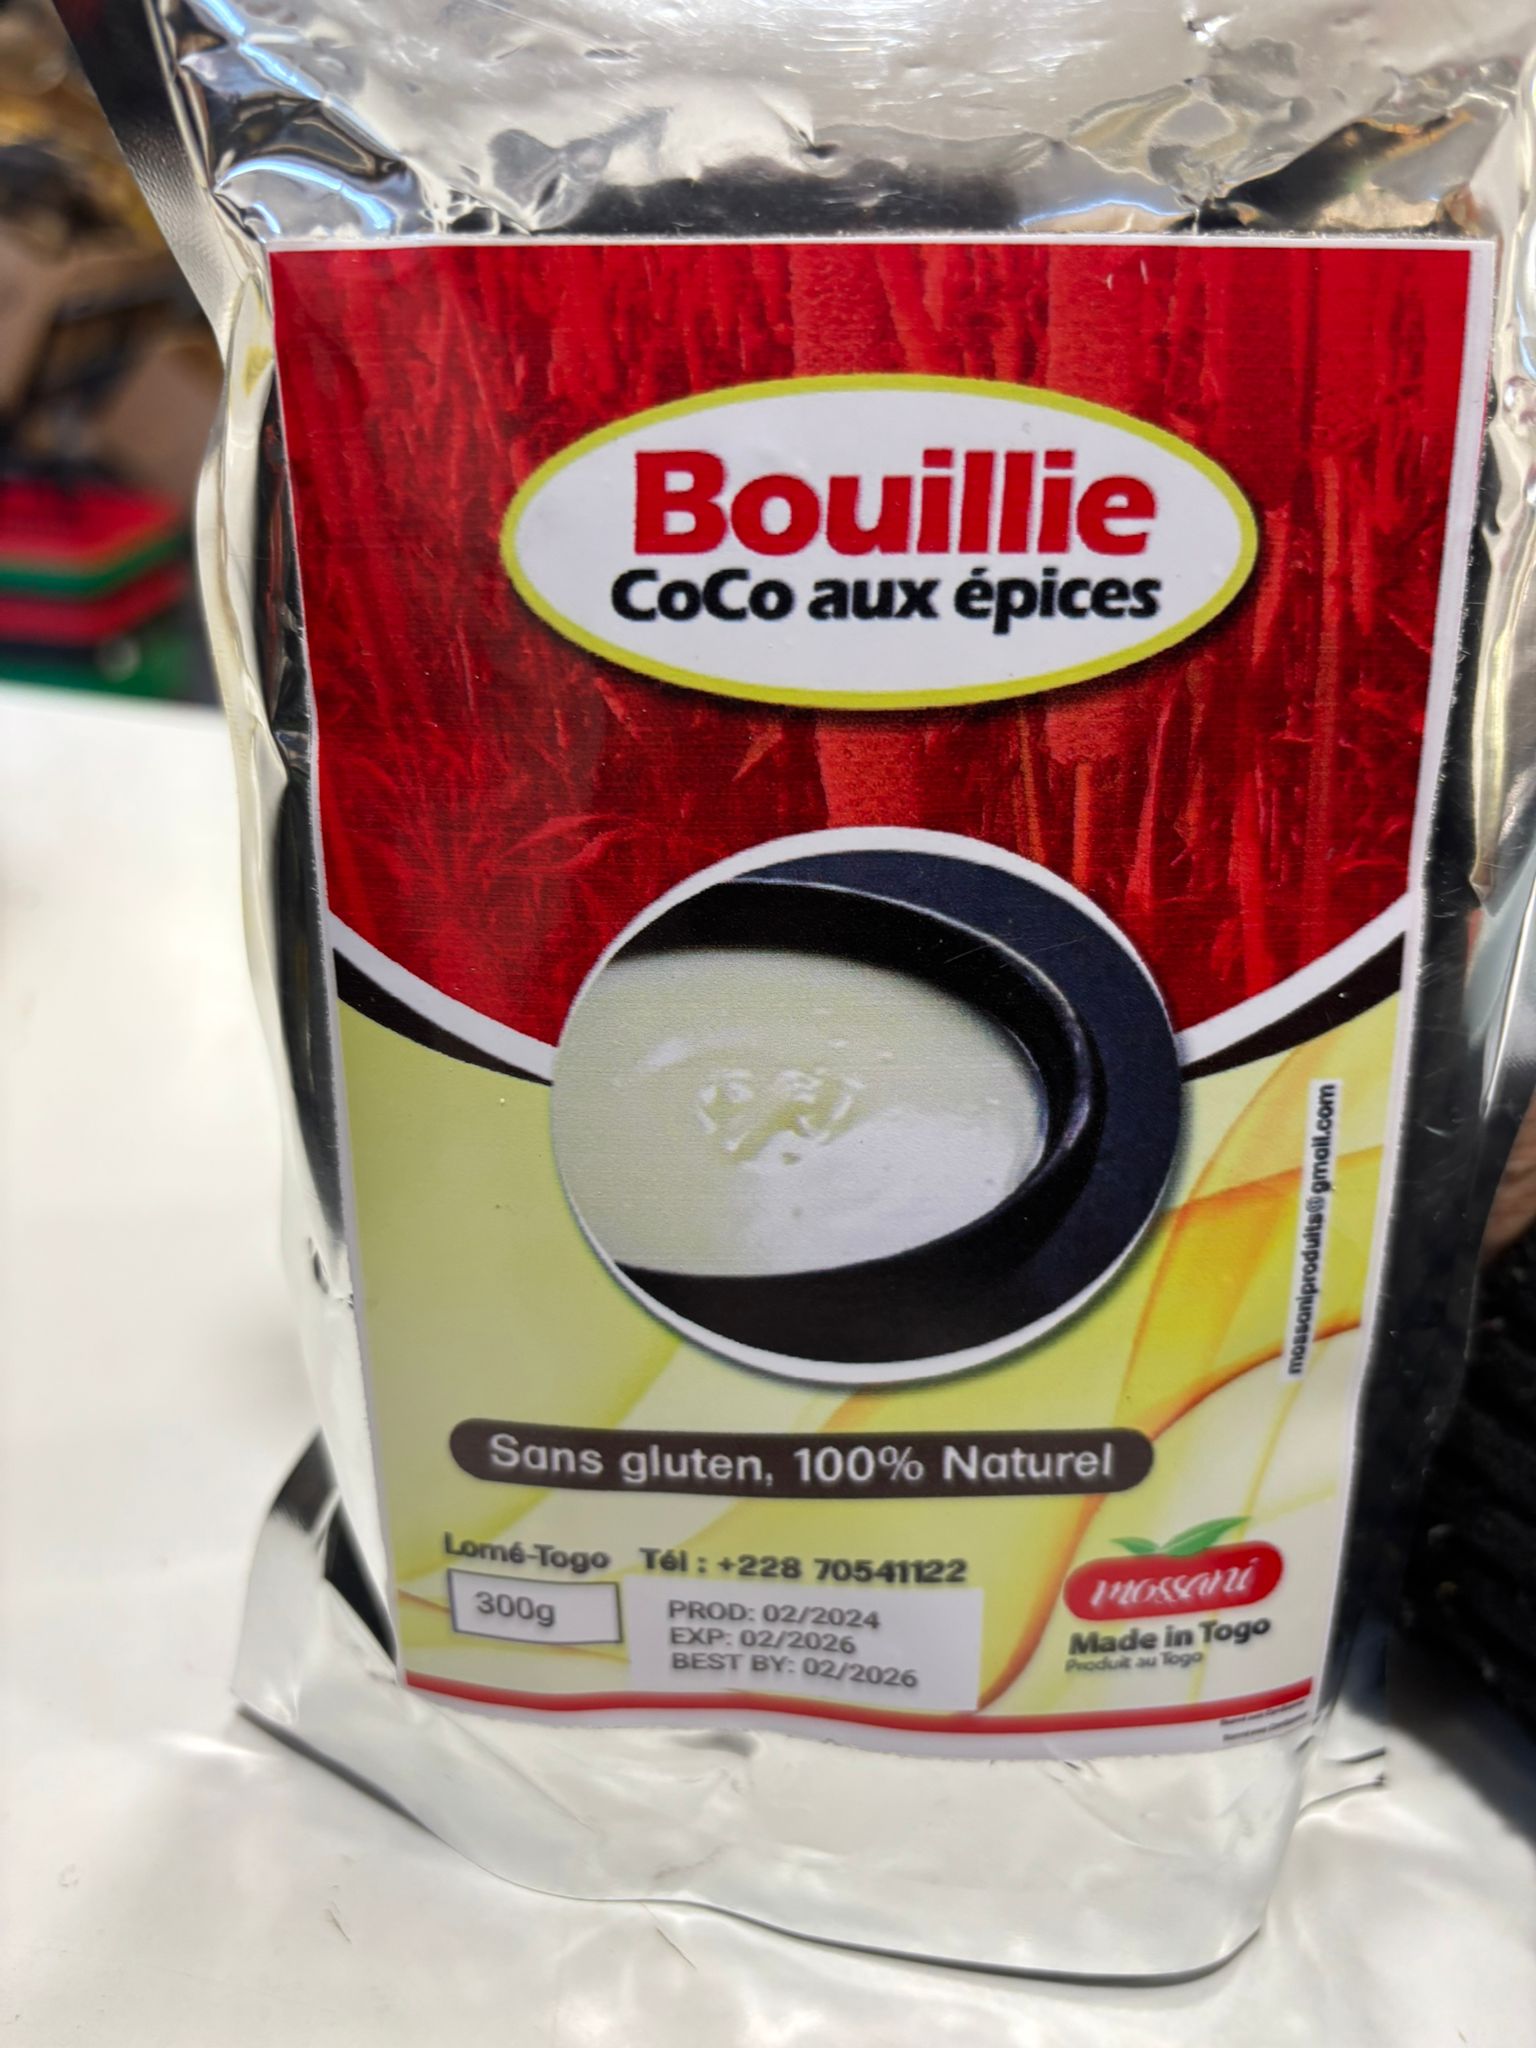 Bouillie
CoCo aux épices
mossaniproduits@gmail.com
Sans gluten, 100% Naturel
Lomé-Togo Tél : +228 70541122
300g
PROD: 02/2024
EXP: 02/2026
BEST BY: 02/2026
mossani
Made in Togo
Produit au Togo